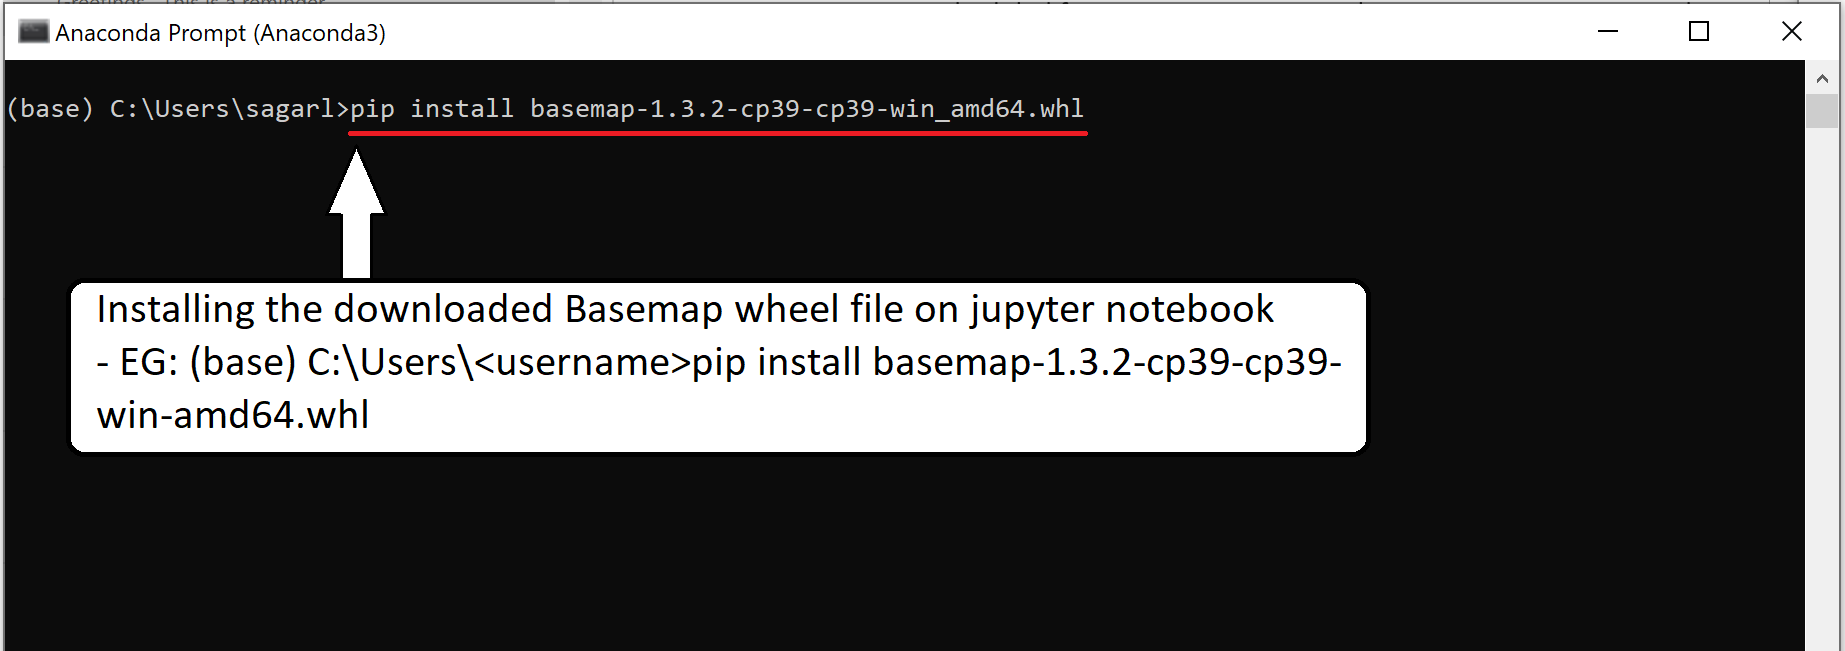 Anaconda Prompt (Anaconda3)
(base) C:\Users\sagarl>pip install basemap-1.3.2-cp39-cp39-win_amd64.whl
Installing the downloaded Basemap wheel file on jupyter notebook
- EG: (base) C:\Users\<username>pip install basemap-1.3.2-cp39-cp39-
win-amd64.whl